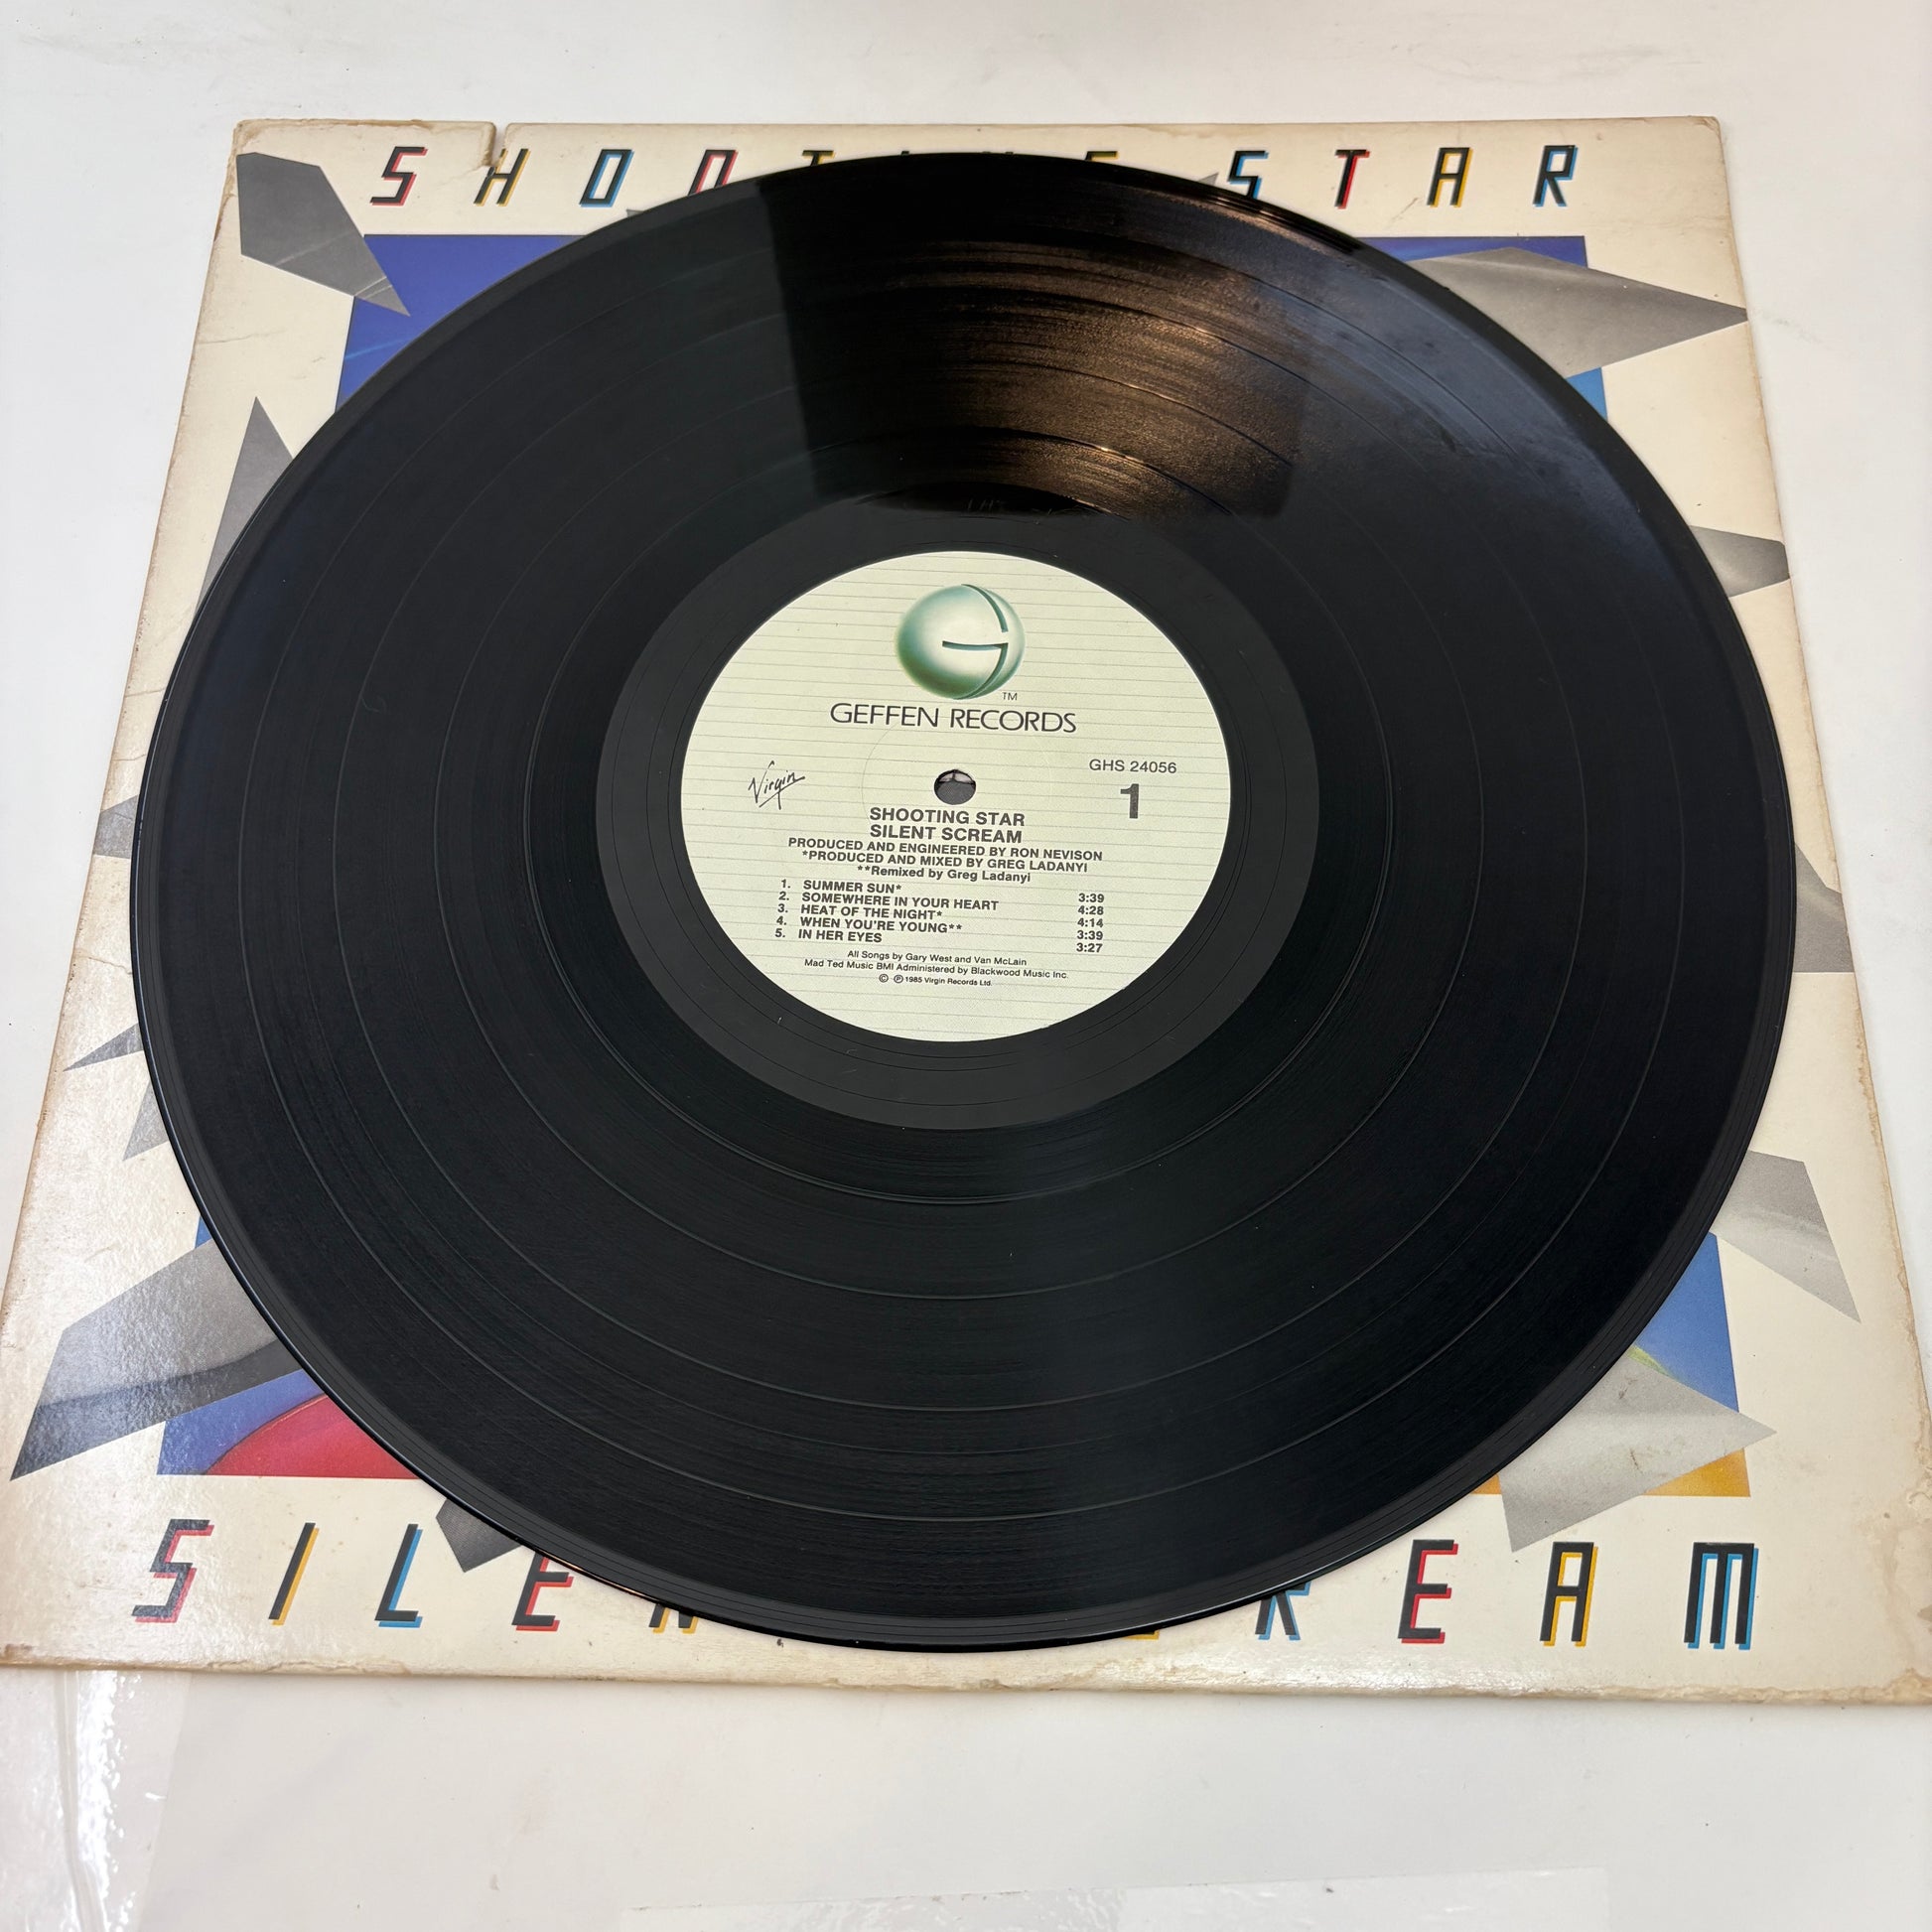 SHOOTING STAR
GEFFEN RECORDS
TM
Virgin
GHS 24056
1
SHOOTING STAR
SILENT SCREAM
PRODUCED AND ENGINEERED BY RON NEVISON
*PRODUCED AND MIXED BY GREG LADANYI
**Remixed by Greg Ladanyi
1. SUMMER SUN* 3:39
2. SOMEWHERE IN YOUR HEART 4:28
3. HEAT OF THE NIGHT* 4:14
4. WHEN YOU'RE YOUNG** 3:39
5. IN HER EYES 3:27
All Songs by Gary West and Van McLain
Mad Ted Music BMI Administered by Blackwood Music Inc.
© ℗ 1985 Virgin Records Ltd.
SILEN REAM